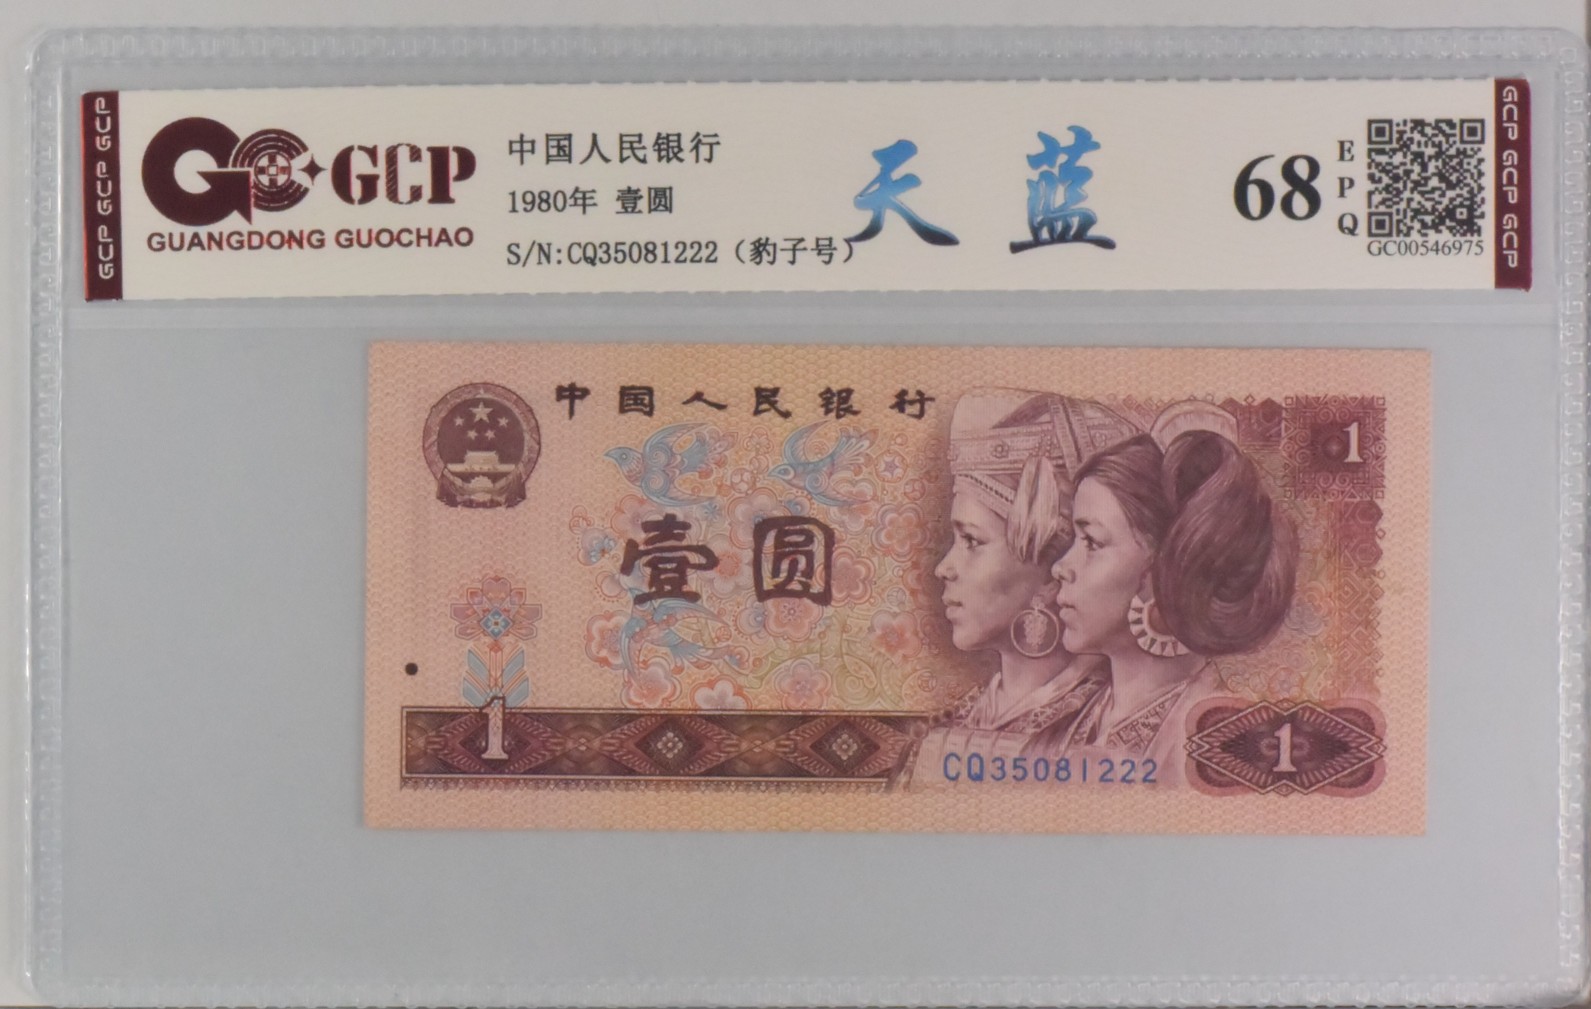 GCP GCP GCP
GCP
GUANGDONG GUOCHAO
中国人民银行
1980年 壹圆
S/N:CQ35081222（豹子号）
天蓝
68
EPQ
GC00546975
GCP GCP GCP
中国人民银行
1
壹圆
1
CQ35081222
1